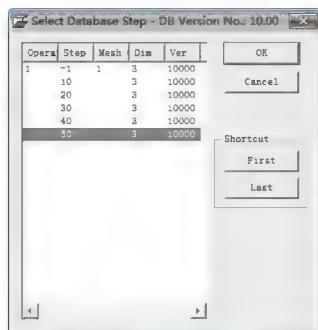 Select Database Step - DB Version No.: 10.00
Opera Step Mesh Dim Ver
1 -1 1 3 10000
10 3 10000
20 3 10000
30 3 10000
40 3 10000
50 3 10000
OK
Cancel
Shortcut
First
Last